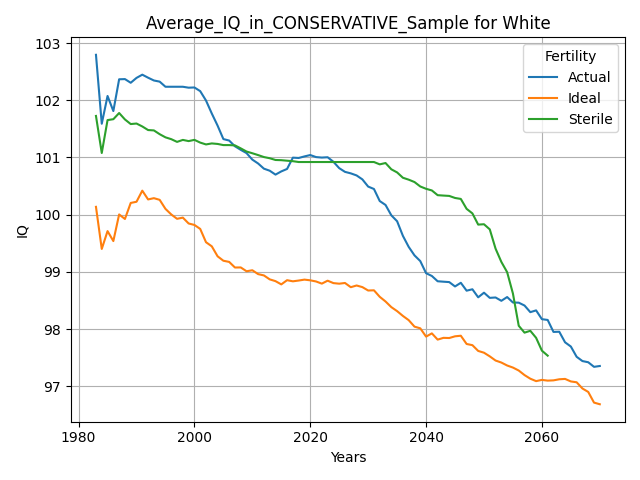 Average_IQ_in_CONSERVATIVE_Sample for White
103
102
101
100
99
98
97
IQ
Fertility
Actual
Ideal
Sterile
1980
2000
2020
2040
2060
Years